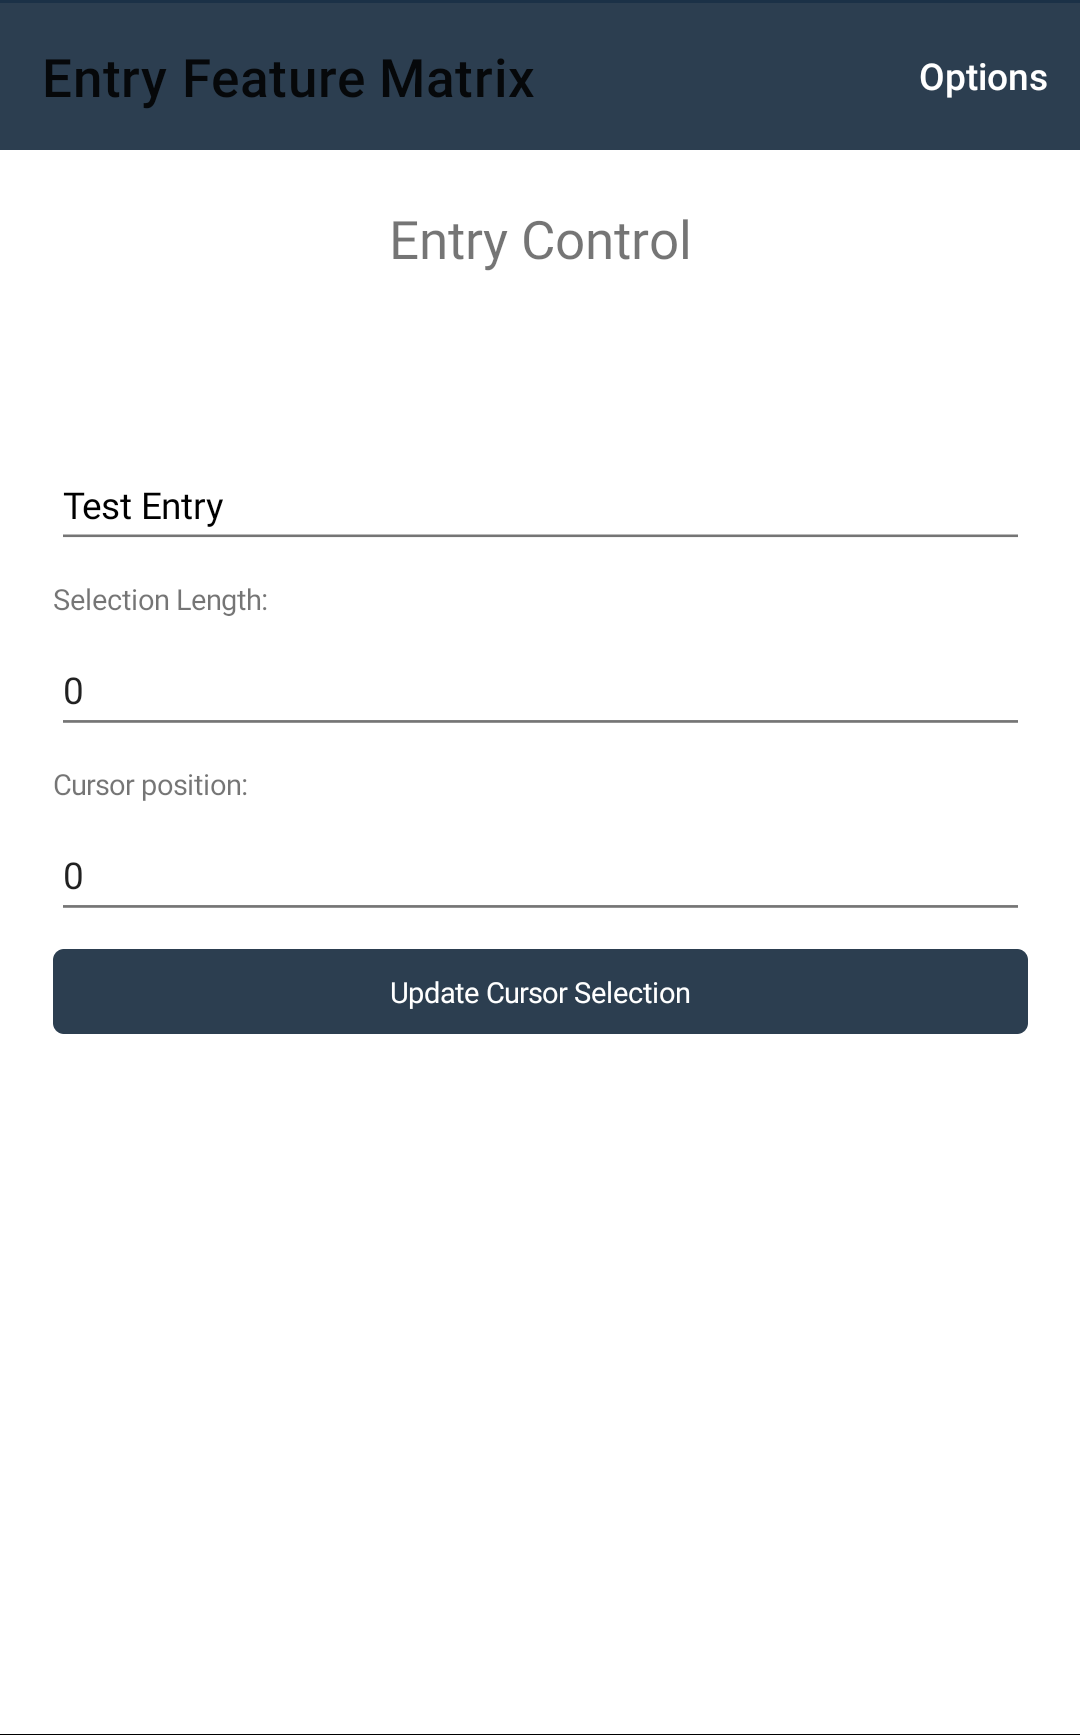 Entry Feature Matrix
Options
Entry Control
Test Entry
Selection Length:
0
Cursor position:
0
Update Cursor Selection